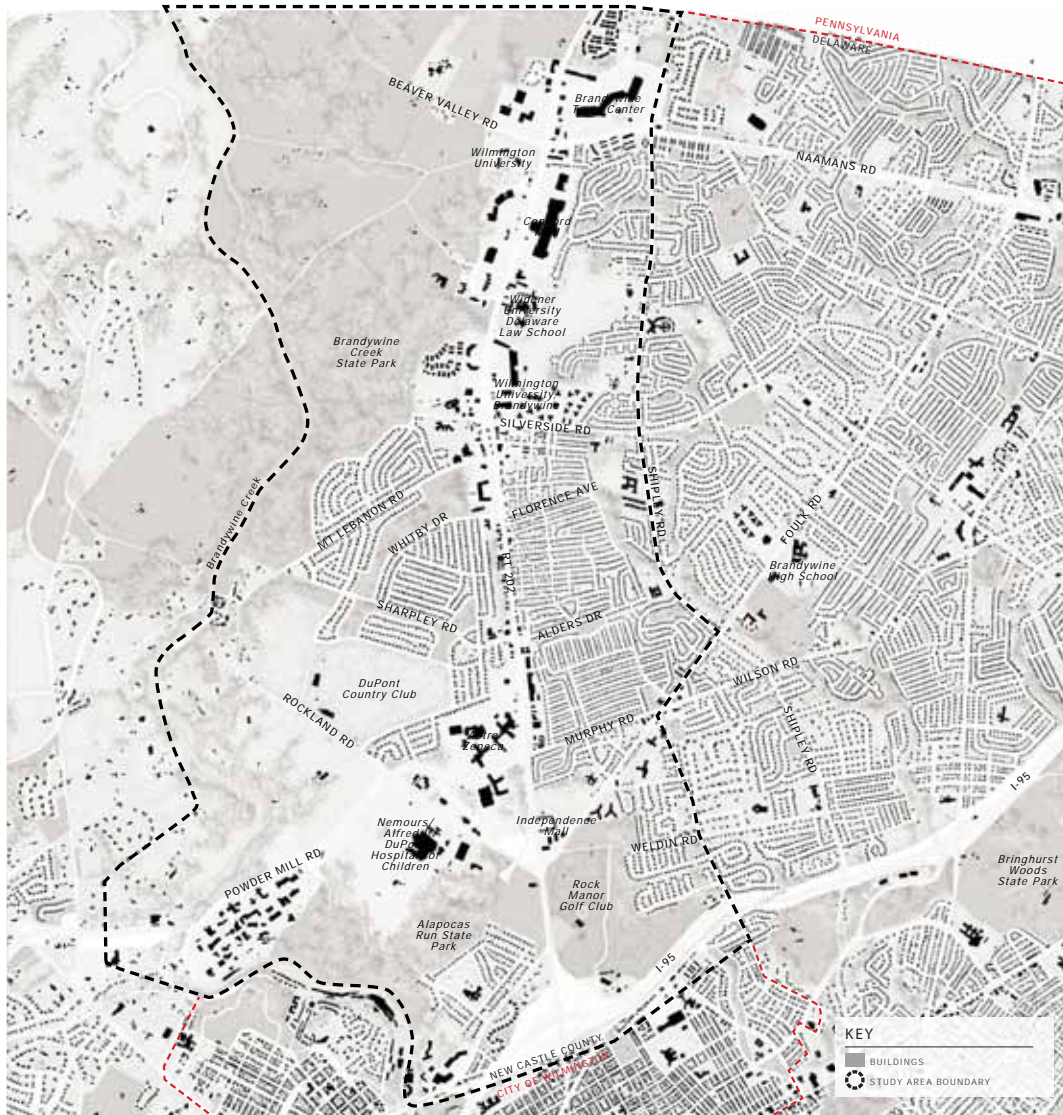 PENNSYLVANIA
DELAWARE
BEAVER VALLEY RD
Brandywine
Town Center
NAAMANS RD
Wilmington
University
Concord
Widener
University
Delaware
Law School
Brandywine
Creek
State Park
Wilmington
University/
Brandywine
SILVERSIDE RD
SHIPLEY RD
FLORENCE AVE
MT LEBANON RD
WHITBY DR
FOULK RD
Brandywine Creek
RT 202
Brandywine
High School
SHARPLEY RD
ALDERS DR
WILSON RD
DuPont
Country Club
ROCKLAND RD
SHIPLEY RD
MURPHY RD
Astra
Zeneca
I-95
Nemours/
Alfred I.
DuPont
Hospital for
Children
Independence
Mall
WELDIN RD
POWDER MILL RD
Bringhurst
Woods
State Park
Rock
Manor
Golf Club
Alapocas
Run State
Park
I-95
NEW CASTLE COUNTY
CITY OF WILMINGTON
KEY
BUILDINGS
STUDY AREA BOUNDARY